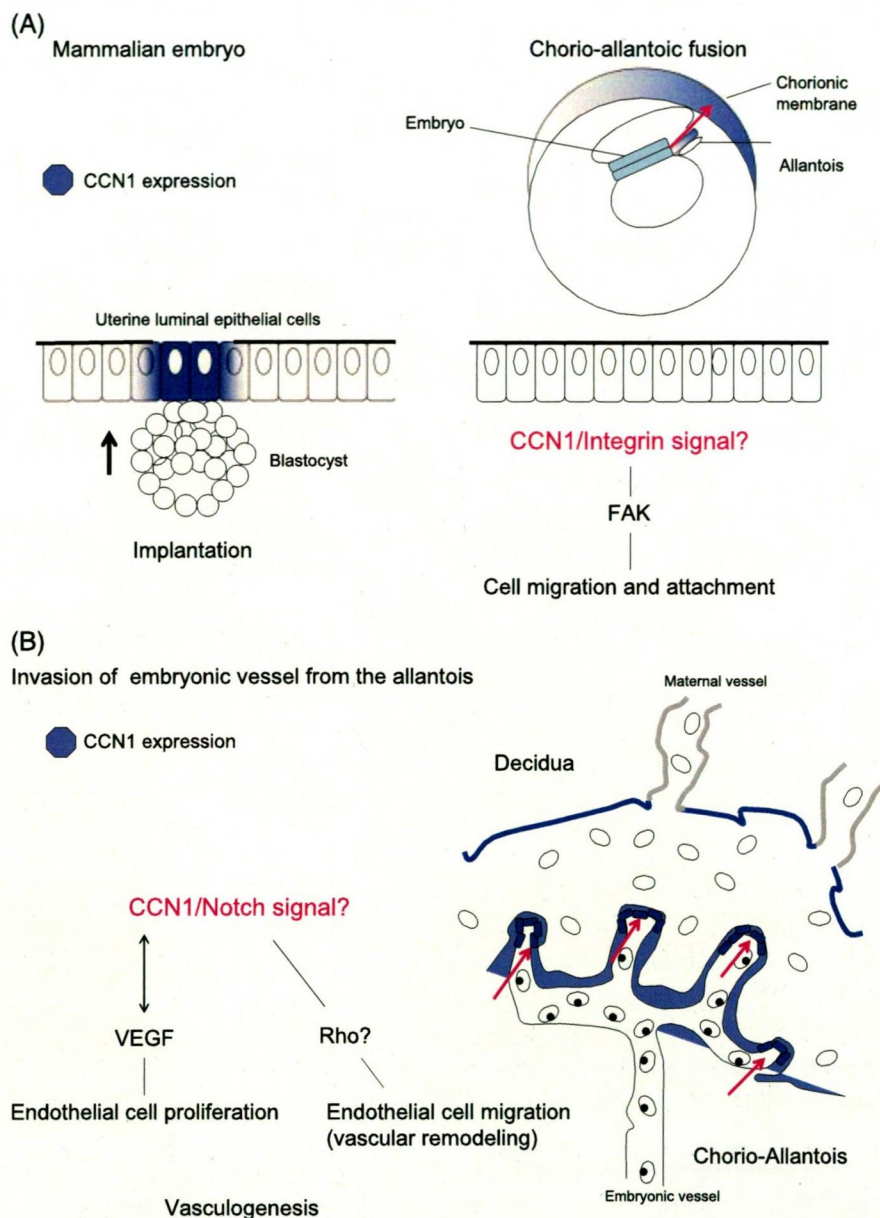 (A)
Mammalian embryo
Chorio-allantoic fusion
Chorionic
membrane
Embryo
Allantois
CCN1 expression
Uterine luminal epithelial cells
Blastocyst
Implantation
CCN1/Integrin signal?
FAK
Cell migration and attachment
(B)
Invasion of embryonic vessel from the allantois
CCN1 expression
Maternal vessel
Decidua
CCN1/Notch signal?
VEGF
Rho?
Endothelial cell proliferation
Endothelial cell migration
(vascular remodeling)
Chorio-Allantois
Embryonic vessel
Vasculogenesis